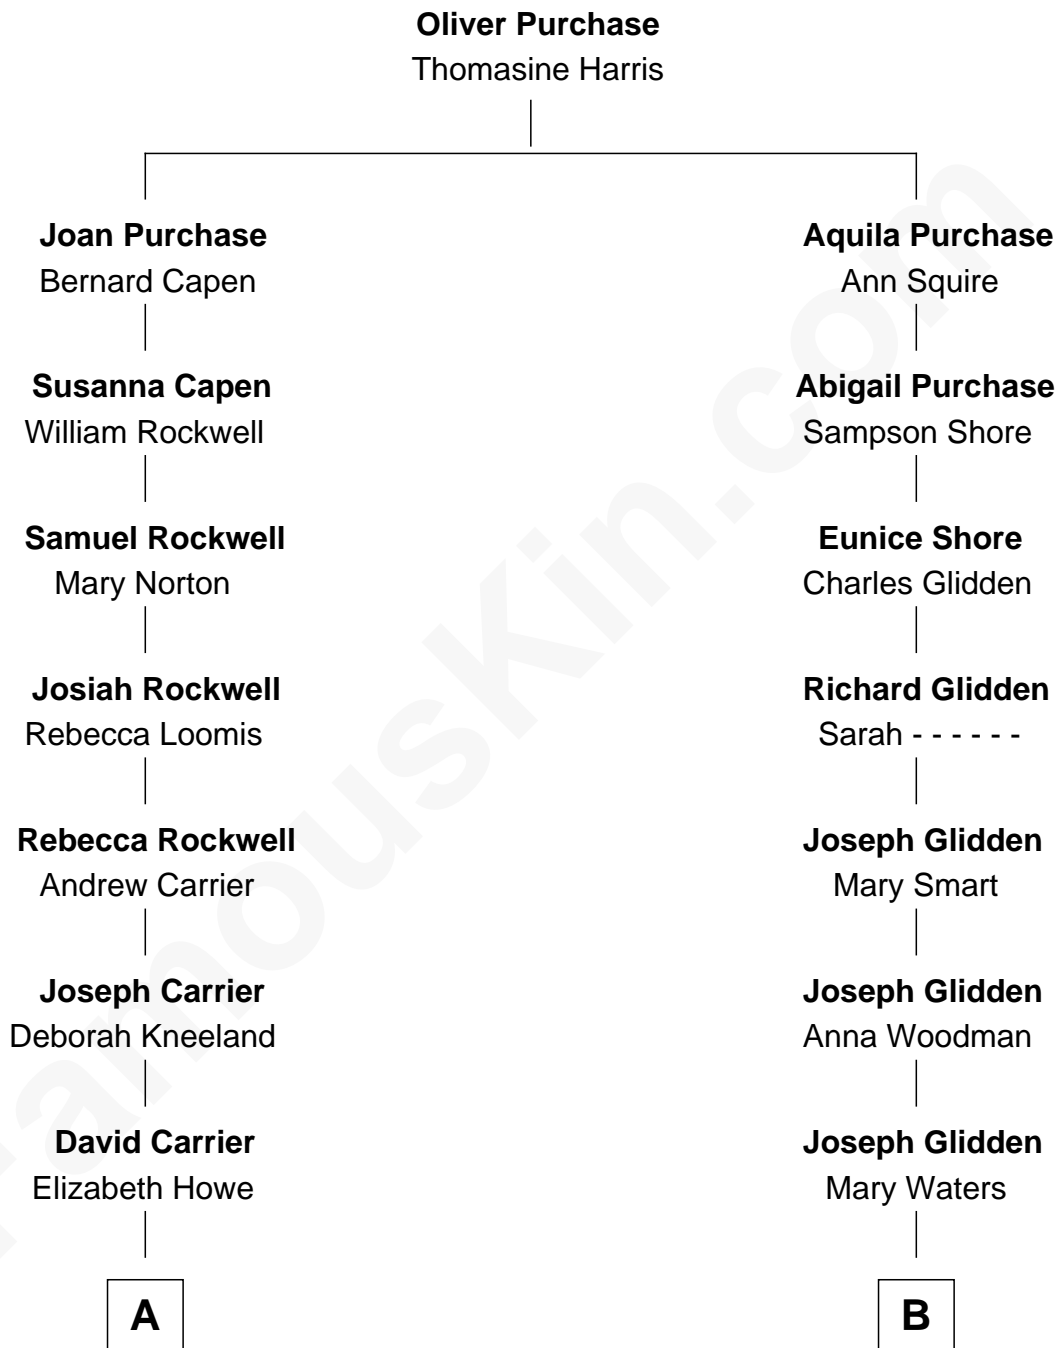 Oliver Purchase
Thomasine Harris
Joan Purchase
Bernard Capen
Susanna Capen
William Rockwell
Samuel Rockwell
Mary Norton
Josiah Rockwell
Rebecca Loomis
Rebecca Rockwell
Andrew Carrier
Joseph Carrier
Deborah Kneeland
David Carrier
Elizabeth Howe
A
Aquila Purchase
Ann Squire
Abigail Purchase
Sampson Shore
Eunice Shore
Charles Glidden
Richard Glidden
Sarah - - - - - -
Joseph Glidden
Mary Smart
Joseph Glidden
Anna Woodman
Joseph Glidden
Mary Waters
B
FamousKin.com